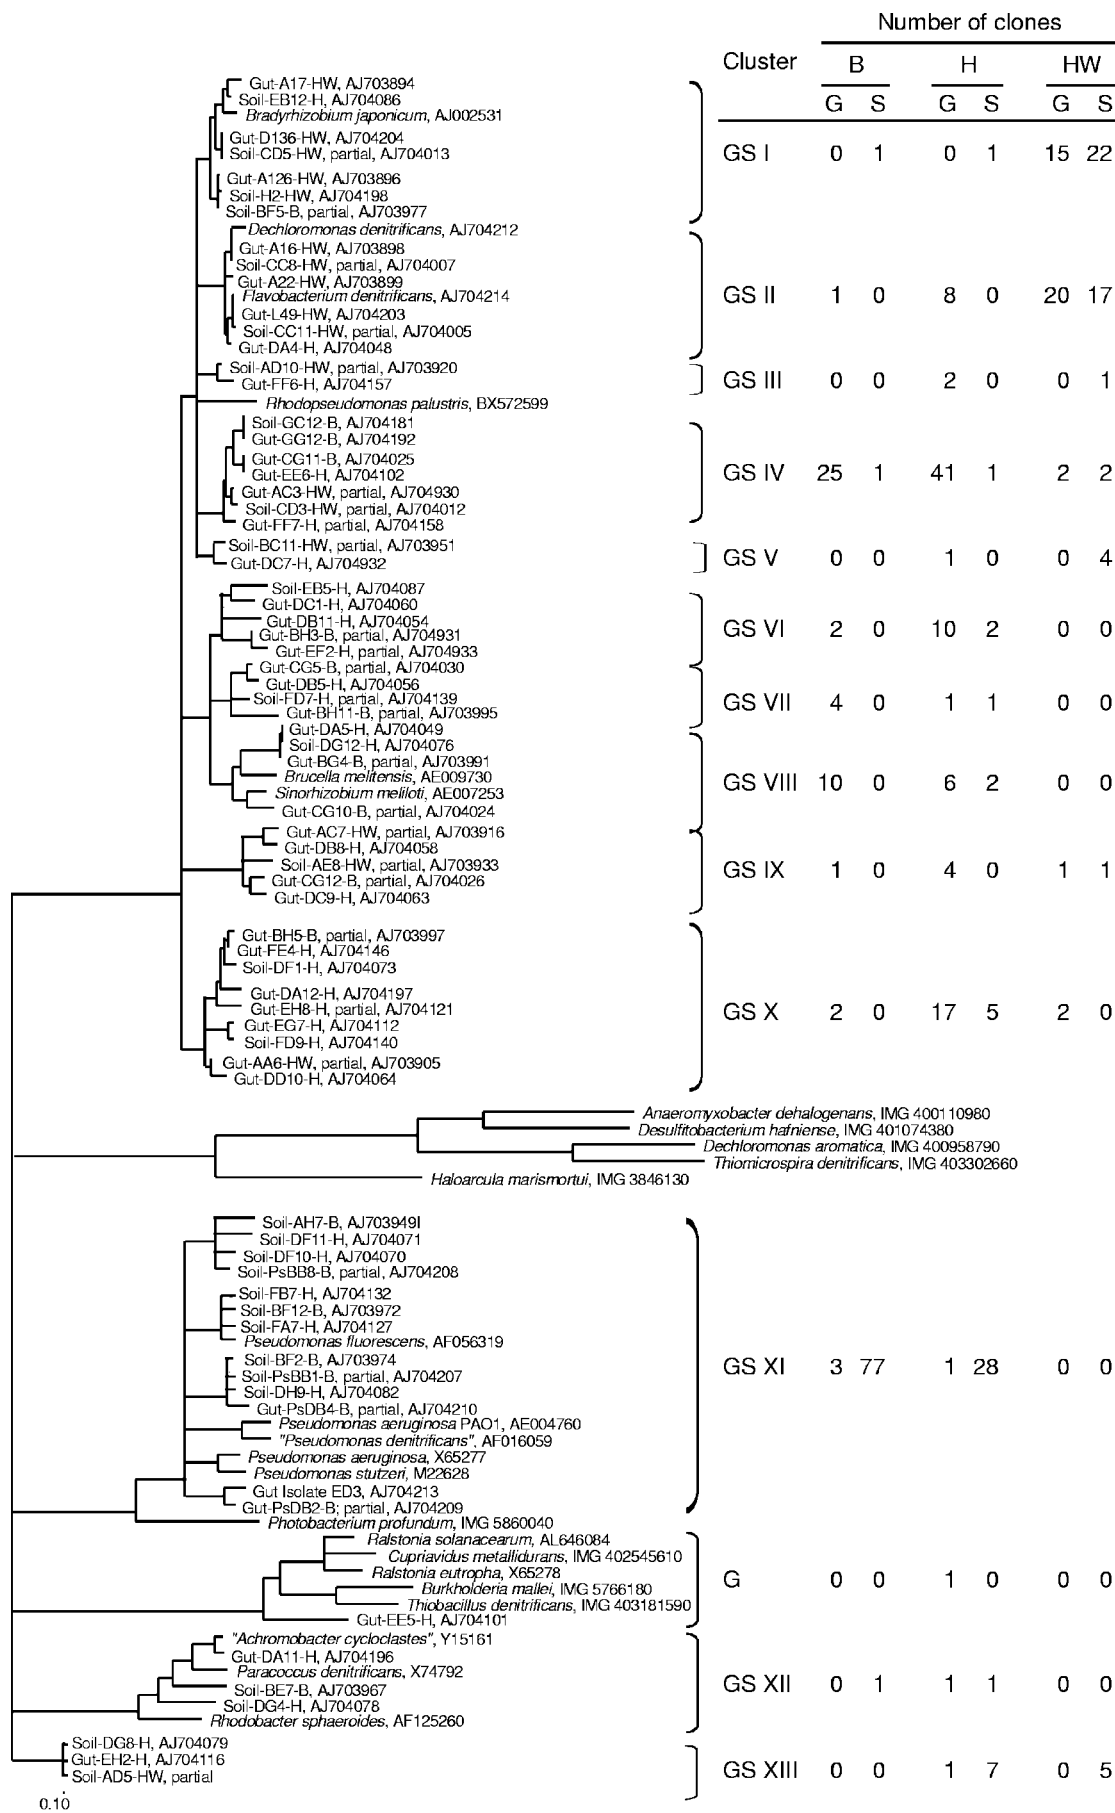 Number of clones
Cluster B H HW
G S G S G S
Gut-A17-HW, AJ703894
Soil-EB12-H, AJ704086
Bradyrhizobium japonicum, AJ002531
Gut-D136-HW, AJ704204
Soil-CD5-HW, partial, AJ704013
GS I 0 1 0 1 15 22
Gut-A126-HW, AJ703896
Soil-H2-HW, AJ704198
Soil-BF5-B, partial, AJ703977
Dechloromonas denitrificans, AJ704212
Gut-A16-HW, AJ703898
Soil-CC8-HW, partial, AJ704007
Gut-A22-HW, AJ703899
Flavobacterium denitrificans, AJ704214
GS II 1 0 8 0 20 17
Gut-L49-HW, AJ704203
Soil-CC11-HW, partial, AJ704005
Gut-DA4-H, AJ704048
Soil-AD10-HW, partial, AJ703920
Gut-FF6-H, AJ704157
GS III 0 0 2 0 0 1
Rhodopseudomonas palustris, BX572599
Soil-GC12-B, AJ704181
Gut-GG12-B, AJ704192
Gut-CG11-B, AJ704025
Gut-EE6-H, AJ704102
GS IV 25 1 41 1 2 2
Gut-AC3-HW, partial, AJ704930
Soil-CD3-HW, partial, AJ704012
Gut-FF7-H, partial, AJ704158
Soil-BC11-HW, partial, AJ703951
Gut-DC7-H, AJ704932
GS V 0 0 1 0 0 4
Soil-EB5-H, AJ704087
Gut-DC1-H, AJ704060
Gut-DB11-H, AJ704054
Gut-BH3-B, partial, AJ704931
GS VI 2 0 10 2 0 0
Gut-EF2-H, partial, AJ704933
Gut-CG5-B, partial, AJ704030
Gut-DB5-H, AJ704056
Soil-FD7-H, partial, AJ704139
GS VII 4 0 1 1 0 0
Gut-BH11-B, partial, AJ703995
Gut-DA5-H, AJ704049
Soil-DG12-H, AJ704076
Gut-BG4-B, partial, AJ703991
Brucella melitensis, AE009730
GS VIII 10 0 6 2 0 0
Sinorhizobium meliloti, AE007253
Gut-CG10-B, partial, AJ704024
Gut-AC7-HW, partial, AJ703916
Gut-DB8-H, AJ704058
Soil-AE8-HW, partial, AJ703933
GS IX 1 0 4 0 1 1
Gut-CG12-B, partial, AJ704026
Gut-DC9-H, AJ704063
Gut-BH5-B, partial, AJ703997
Gut-FE4-H, AJ704146
Soil-DF1-H, AJ704073
Gut-DA12-H, AJ704197
Gut-EH8-H, partial, AJ704121
GS X 2 0 17 5 2 0
Gut-EG7-H, AJ704112
Soil-FD9-H, AJ704140
Gut-AA6-HW, partial, AJ703905
Gut-DD10-H, AJ704064
Anaeromyxobacter dehalogenans, IMG 400110980
Desulfitobacterium hafniense, IMG 401074380
Dechloromonas aromatica, IMG 400958790
Thiomicrospira denitrificans, IMG 403302660
Haloarcula marismortui, IMG 3846130
Soil-AH7-B, AJ703949I
Soil-DF11-H, AJ704071
Soil-DF10-H, AJ704070
Soil-PsBB8-B, partial, AJ704208
Soil-FB7-H, AJ704132
Soil-BF12-B, AJ703972
Soil-FA7-H, AJ704127
Pseudomonas fluorescens, AF056319
Soil-BF2-B, AJ703974
GS XI 3 77 1 28 0 0
Soil-PsBB1-B, partial, AJ704207
Soil-DH9-H, AJ704082
Gut-PsDB4-B, partial, AJ704210
Pseudomonas aeruginosa PAO1, AE004760
"Pseudomonas denitrificans", AF016059
Pseudomonas aeruginosa, X65277
Pseudomonas stutzeri, M22628
Gut Isolate ED3, AJ704213
Gut-PsDB2-B; partial, AJ704209
Photobacterium profundum, IMG 5860040
Ralstonia solanacearum, AL646084
Cupriavidus metallidurans, IMG 402545610
Ralstonia eutropha, X65278
G 0 0 1 0 0 0
Burkholderia mallei, IMG 5766180
Thiobacillus denitrificans, IMG 403181590
Gut-EE5-H, AJ704101
"Achromobacter cycloclastes", Y15161
Gut-DA11-H, AJ704196
Paracoccus denitrificans, X74792
GS XII 0 1 1 1 0 0
Soil-BE7-B, AJ703967
Soil-DG4-H, AJ704078
Rhodobacter sphaeroides, AF125260
Soil-DG8-H, AJ704079
Gut-EH2-H, AJ704116
GS XIII 0 0 1 7 0 5
Soil-AD5-HW, partial
0.10